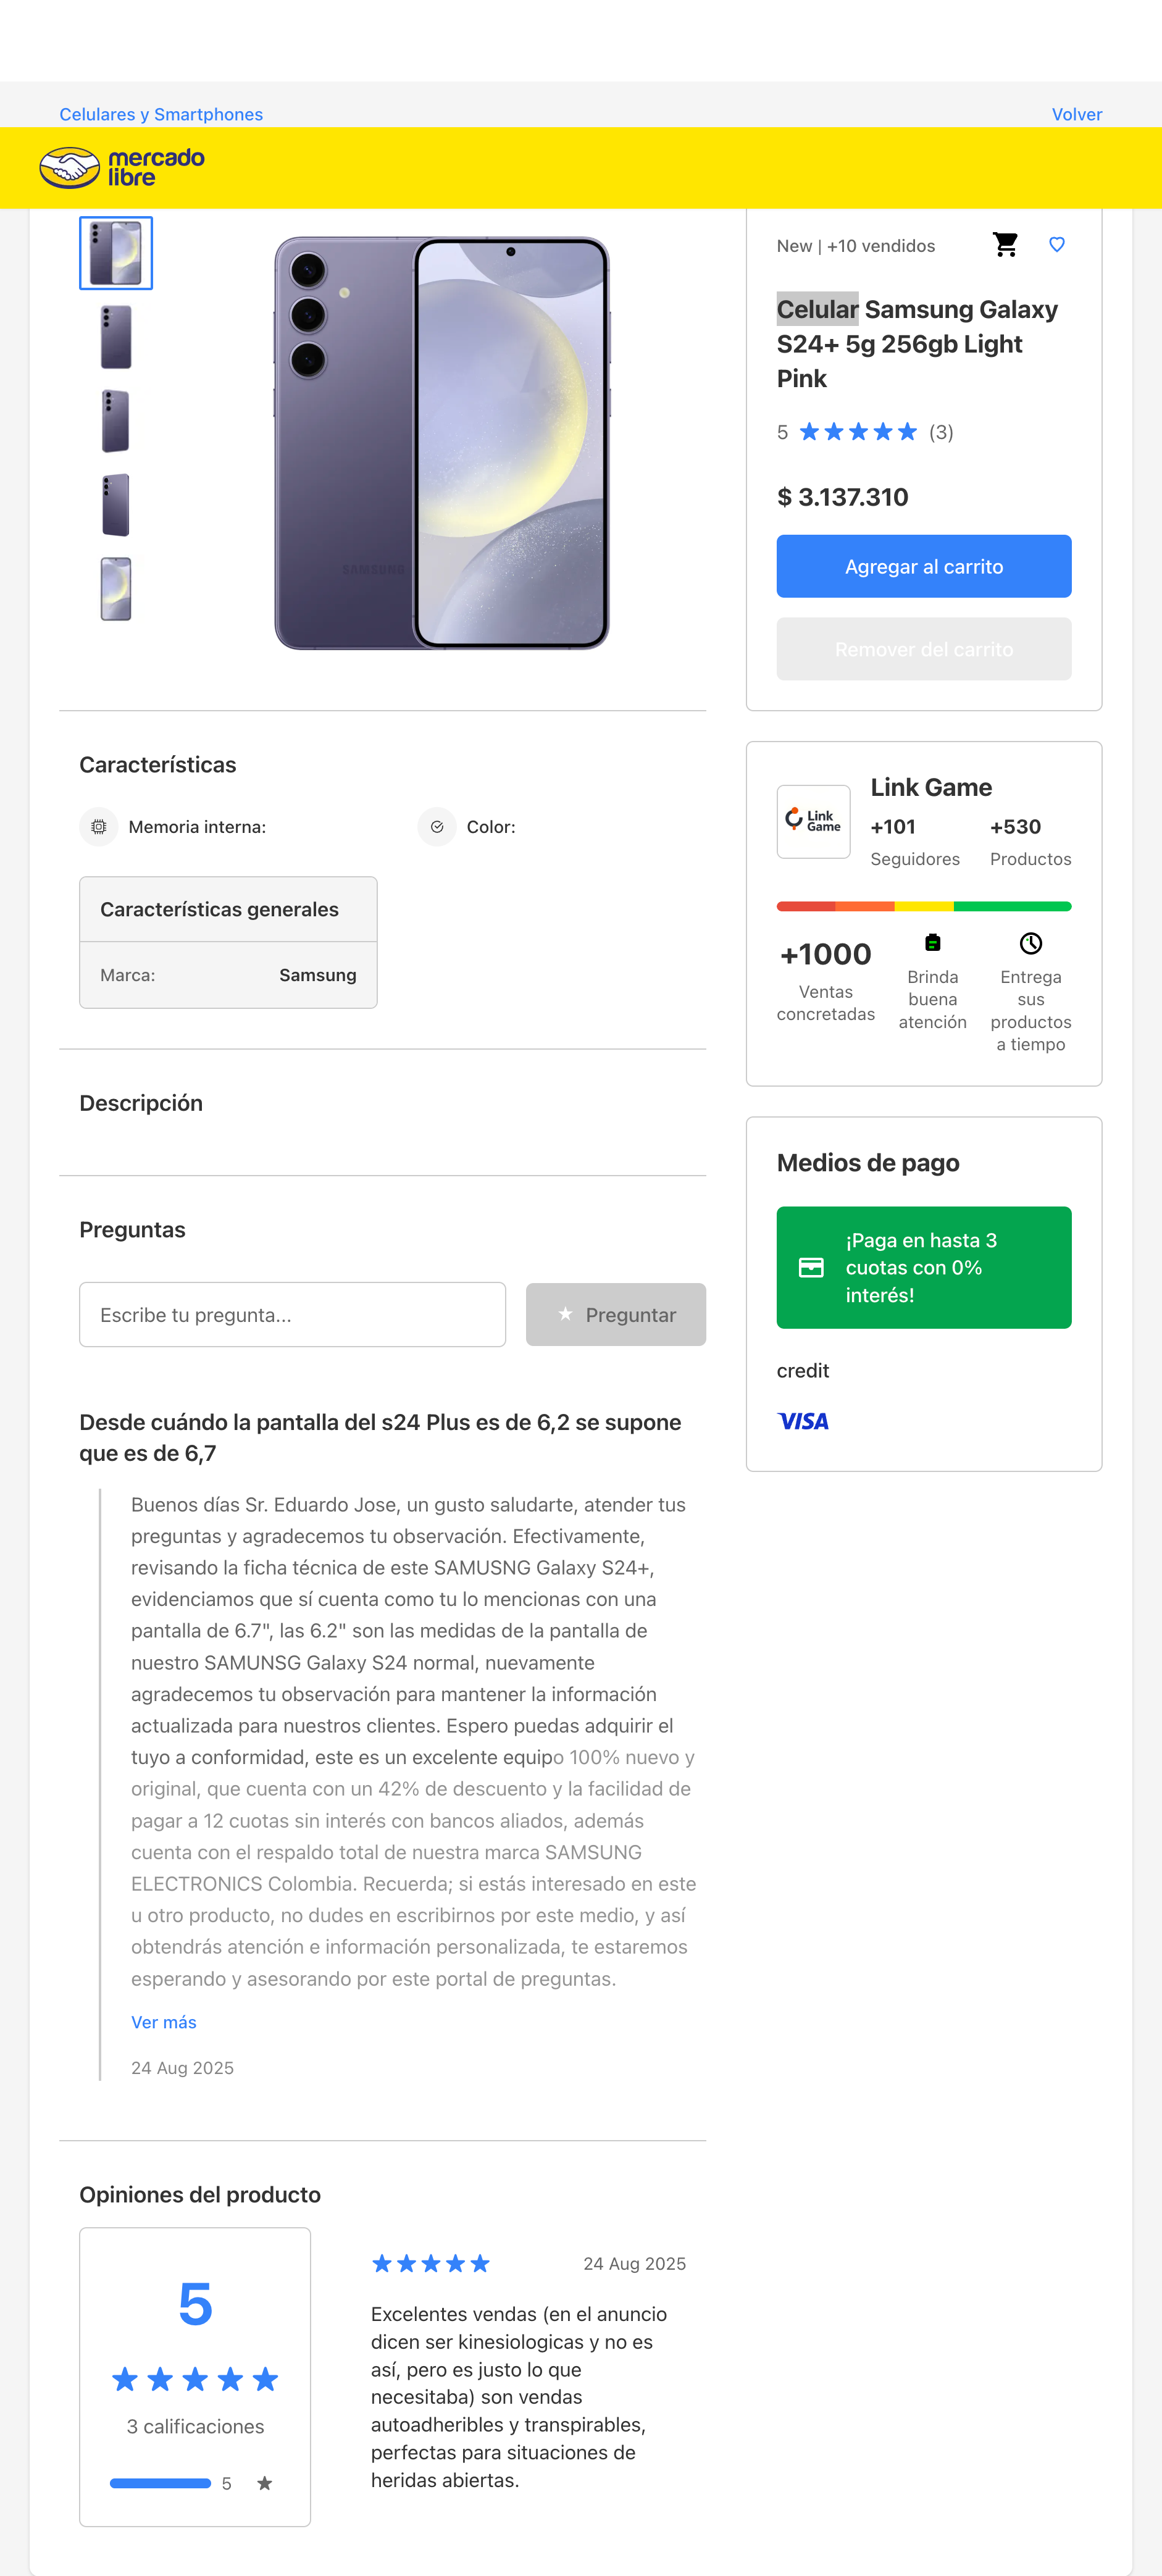 Celulares y Smartphones
Volver
mercado
libre
New | +10 vendidos
Celular Samsung Galaxy
S24+ 5g 256gb Light
Pink
5 ★★★★★ (3)
$ 3.137.310
Agregar al carrito
Remover del carrito
SAMSUNG
Características
Memoria interna:
Color:
Características generales
Marca: Samsung
Descripción
Preguntas
Escribe tu pregunta...
★ Preguntar
Desde cuándo la pantalla del s24 Plus es de 6,2 se supone
que es de 6,7
Buenos días Sr. Eduardo Jose, un gusto saludarte, atender tus
preguntas y agradecemos tu observación. Efectivamente,
revisando la ficha técnica de este SAMUSNG Galaxy S24+,
evidenciamos que sí cuenta como tu lo mencionas con una
pantalla de 6.7", las 6.2" son las medidas de la pantalla de
nuestro SAMUNSG Galaxy S24 normal, nuevamente
agradecemos tu observación para mantener la información
actualizada para nuestros clientes. Espero puedas adquirir el
tuyo a conformidad, este es un excelente equipo 100% nuevo y
original, que cuenta con un 42% de descuento y la facilidad de
pagar a 12 cuotas sin interés con bancos aliados, además
cuenta con el respaldo total de nuestra marca SAMSUNG
ELECTRONICS Colombia. Recuerda; si estás interesado en este
u otro producto, no dudes en escribirnos por este medio, y así
obtendrás atención e información personalizada, te estaremos
esperando y asesorando por este portal de preguntas.
Ver más
24 Aug 2025
Opiniones del producto
5
★★★★★
3 calificaciones
5 ★
★★★★★ 24 Aug 2025
Excelentes vendas (en el anuncio
dicen ser kinesiologicas y no es
así, pero es justo lo que
necesitaba) son vendas
autoadheribles y transpirables,
perfectas para situaciones de
heridas abiertas.
Link
Game
Link Game
+101
Seguidores
+530
Productos
+1000
Ventas
concretadas
Brinda
buena
atención
Entrega
sus
productos
a tiempo
Medios de pago
¡Paga en hasta 3
cuotas con 0%
interés!
credit
VISA